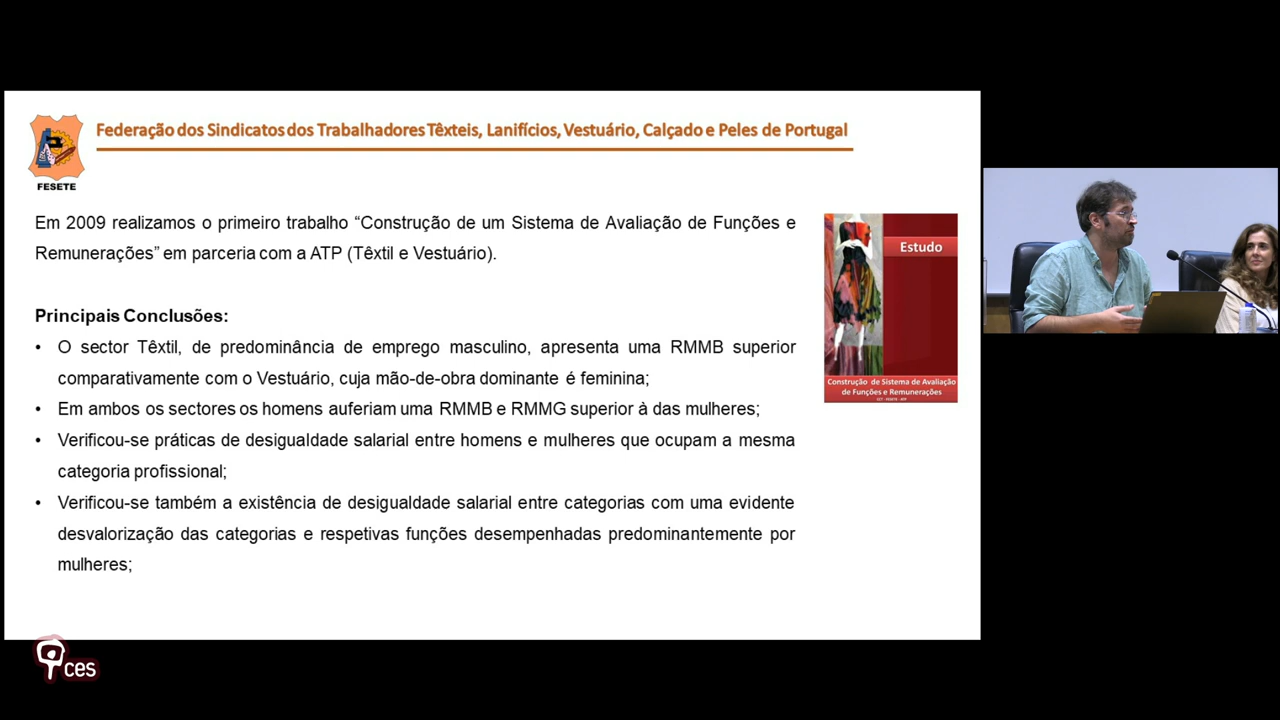 Federação dos Sindicatos dos Trabalhadores Têxteis, Lanifícios, Vestuário, Calçado e Peles de Portugal
FESETE
Em 2009 realizamos o primeiro trabalho “Construção de um Sistema de Avaliação de Funções e
Remunerações” em parceria com a ATP (Têxtil e Vestuário).
Estudo
Principais Conclusões:
• O sector Têxtil, de predominância de emprego masculino, apresenta uma RMMB superior
comparativamente com o Vestuário, cuja mão-de-obra dominante é feminina;
Construção de Sistema de Avaliação
de Funções e Remunerações
• Em ambos os sectores os homens auferiam uma RMMB e RMMG superior à das mulheres;
• Verificou-se práticas de desigualdade salarial entre homens e mulheres que ocupam a mesma
categoria profissional;
• Verificou-se também a existência de desigualdade salarial entre categorias com uma evidente
desvalorização das categorias e respetivas funções desempenhadas predominantemente por
mulheres;
ces